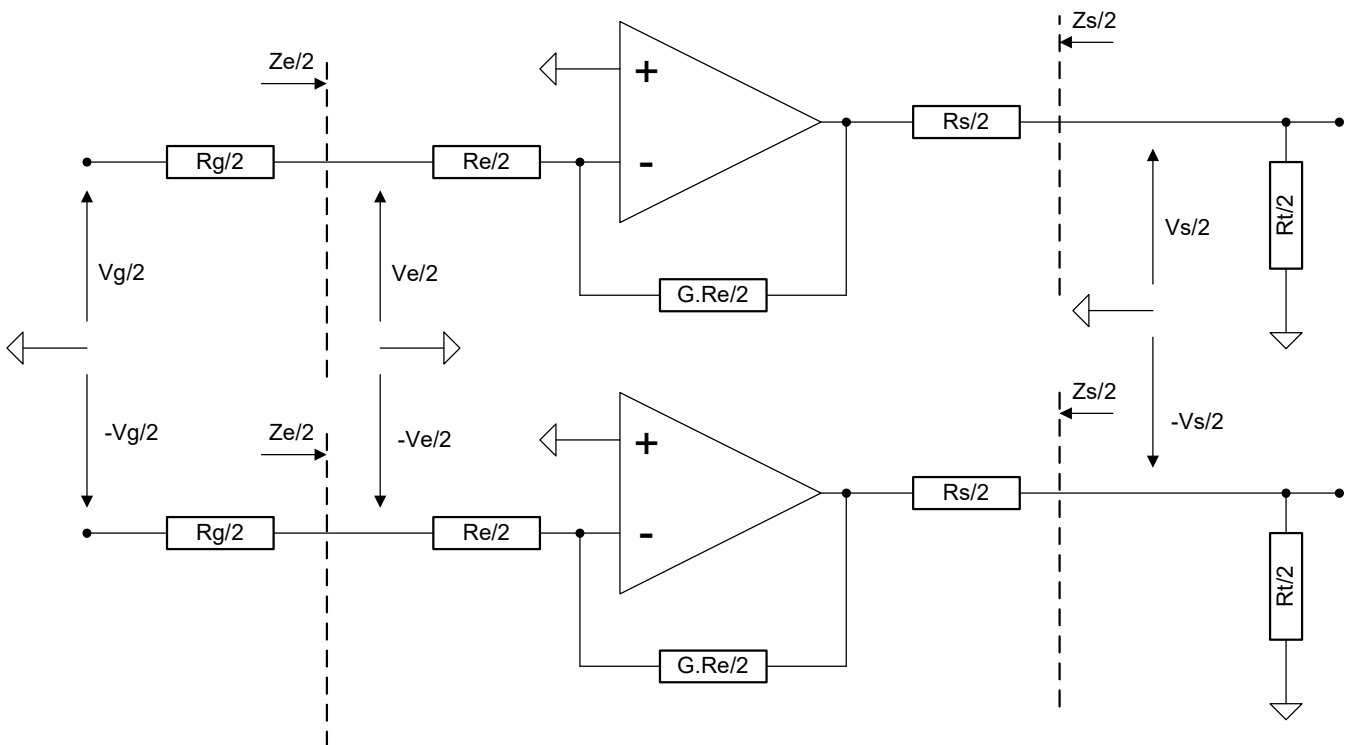 Zs/2
Ze/2
+
Rs/2
Rg/2
Re/2
-
Rt/2
Vs/2
Vg/2
Ve/2
G.Re/2
Zs/2
-Vg/2
Ze/2
-Ve/2
-Vs/2
+
Rs/2
Rg/2
Re/2
-
Rt/2
G.Re/2